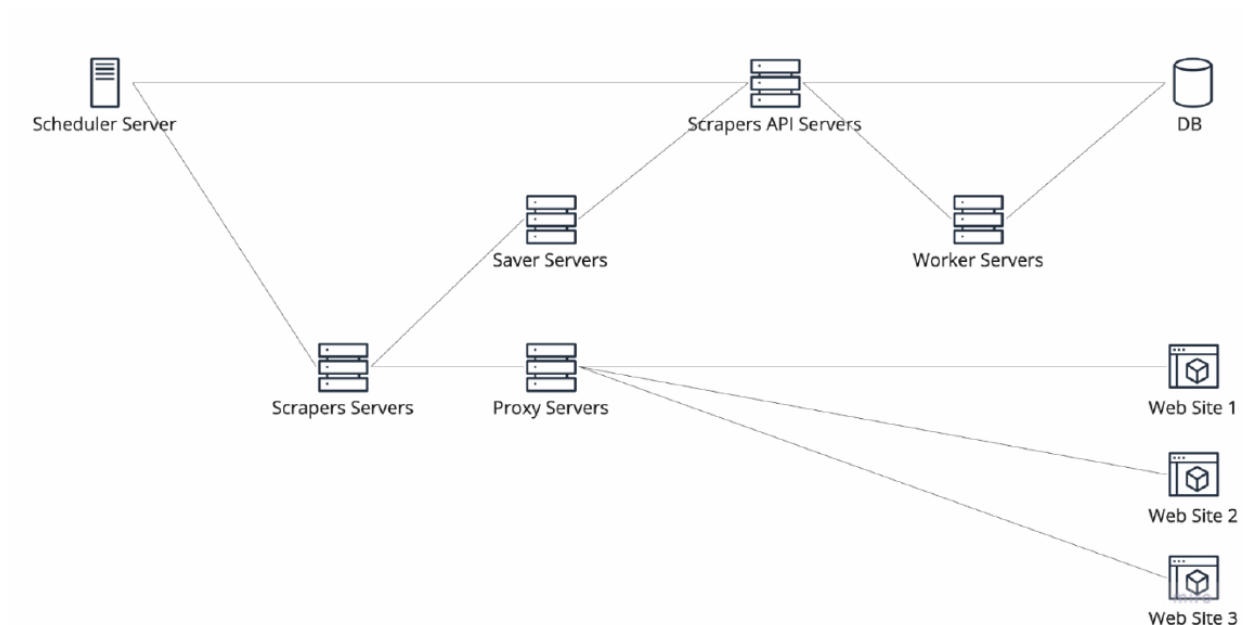 Scheduler Server
Scrapers API Servers
DB
Saver Servers
Worker Servers
Scrapers Servers
Proxy Servers
Web Site 1
Web Site 2
miro
Web Site 3